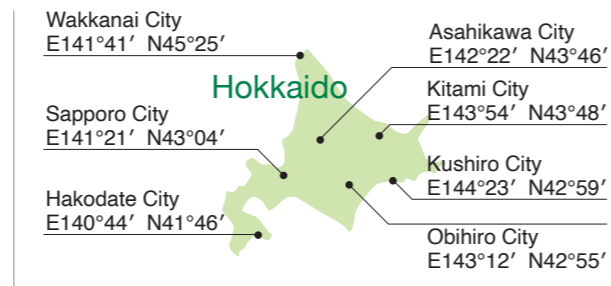 Wakkanai City
E141°41′ N45°25′
Hokkaido
Sapporo City
E141°21′ N43°04′
Hakodate City
E140°44′ N41°46′
Asahikawa City
E142°22′ N43°46′
Kitami City
E143°54′ N43°48′
Kushiro City
E144°23′ N42°59′
Obihiro City
E143°12′ N42°55′